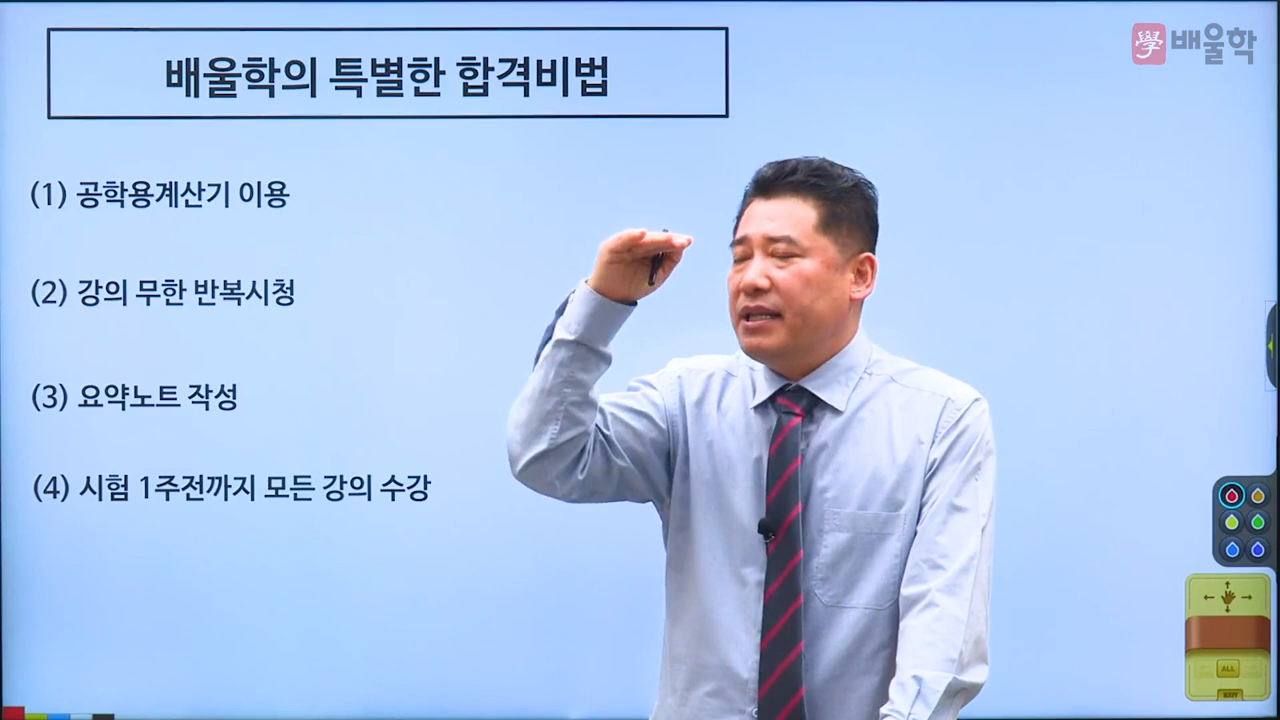 배울학의 특별한 합격비법
學 배울학
(1) 공학용계산기 이용
(2) 강의 무한 반복시청
(3) 요약노트 작성
(4) 시험 1주전까지 모든 강의 수강
ALL
EXIT